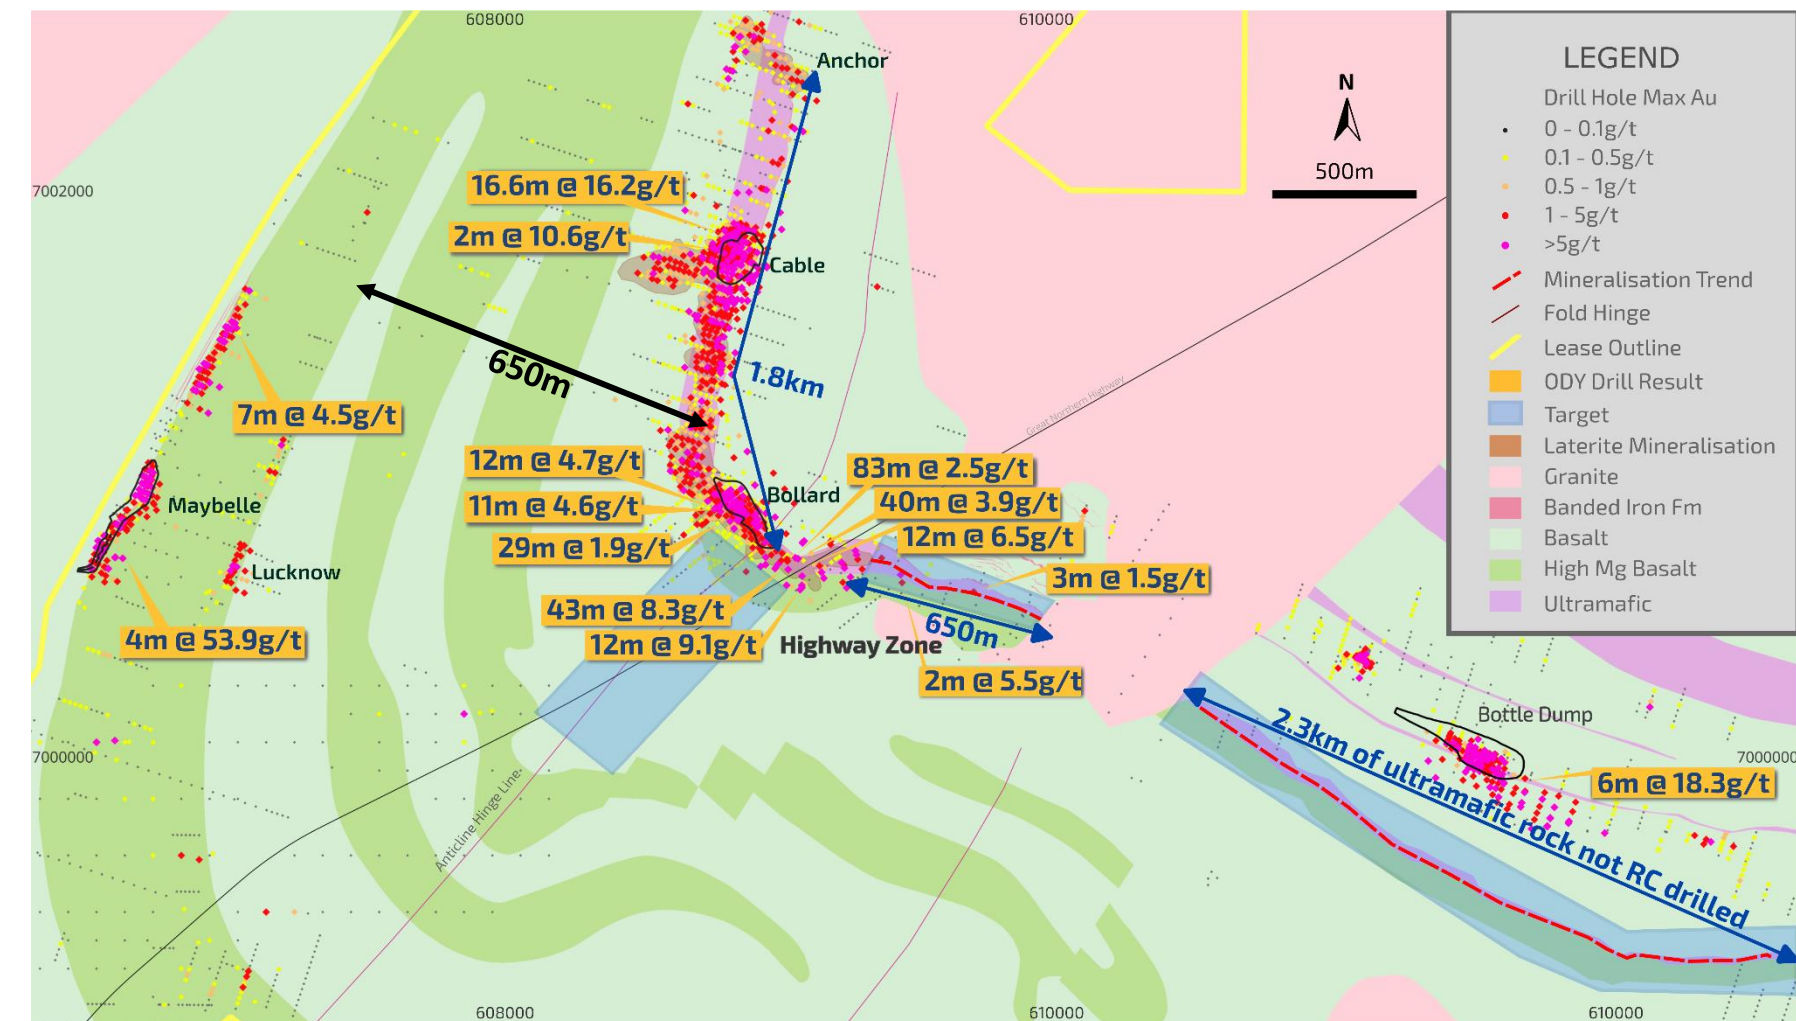 608000
610000
Anchor
N
500m
7002000
16.6m @ 16.2g/t
2m @ 10.6g/t
Cable
650m
1.8km
Great Northern Highway
7m @ 4.5g/t
12m @ 4.7g/t
83m @ 2.5g/t
Bollard
40m @ 3.9g/t
11m @ 4.6g/t
Maybelle
12m @ 6.5g/t
29m @ 1.9g/t
Lucknow
3m @ 1.5g/t
43m @ 8.3g/t
650m
4m @ 53.9g/t
12m @ 9.1g/t
Highway Zone
2m @ 5.5g/t
Bottle Dump
2.3km of ultramafic rock not RC drilled
6m @ 18.3g/t
7000000
7000000
Anticline Hinge Line
608000
610000
610000
LEGEND
Drill Hole Max Au
0 - 0.1g/t
0.1 - 0.5g/t
0.5 - 1g/t
1 - 5g/t
>5g/t
Mineralisation Trend
Fold Hinge
Lease Outline
ODY Drill Result
Target
Laterite Mineralisation
Granite
Banded Iron Fm
Basalt
High Mg Basalt
Ultramafic